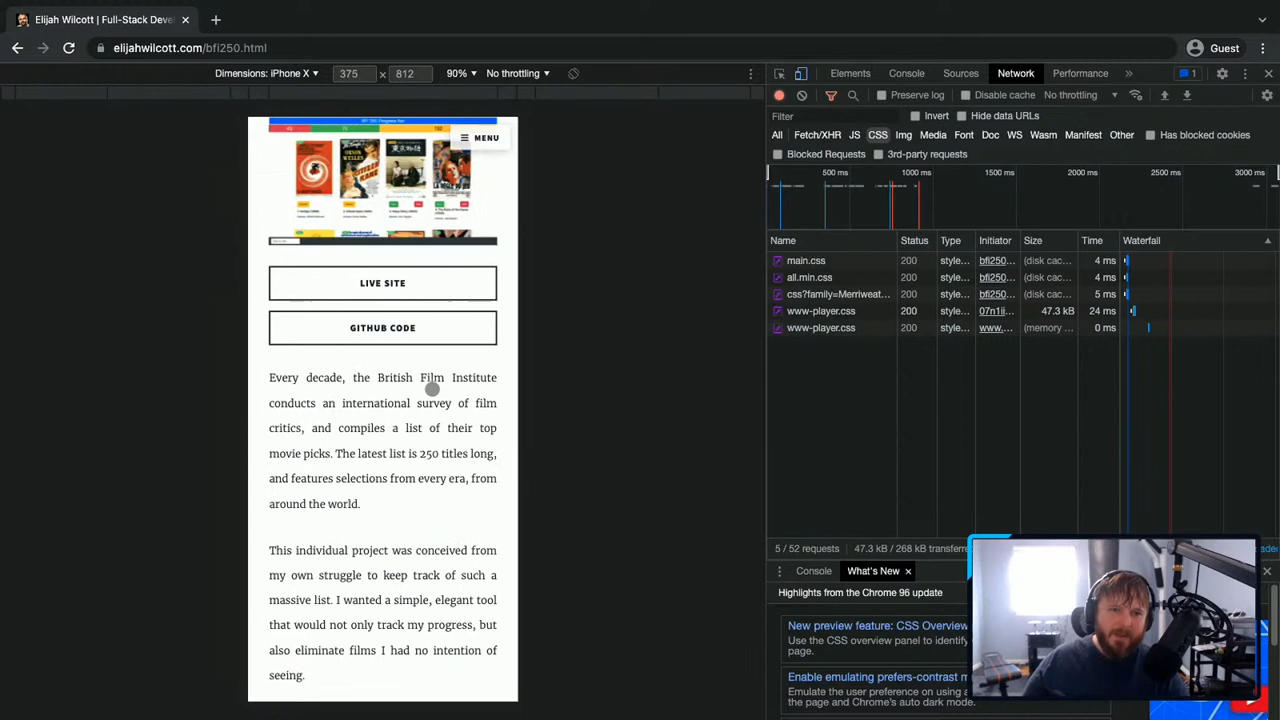 Elijah Wilcott | Full-Stack Deve
elijahwilcott.com/bfi250.html
Guest
Dimensions: iPhone X ▼ 375 x 812 90% ▼ No throttling ▼
Elements Console Sources Network Performance » 1
Preserve log Disable cache No throttling
Filter Invert Hide data URLs
All Fetch/XHR JS CSS Img Media Font Doc WS Wasm Manifest Other Has blocked cookies
Blocked Requests 3rd-party requests
500 ms 1000 ms 1500 ms 2000 ms 2500 ms 3000 ms
Name Status Type Initiator Size Time Waterfall
main.css 200 style... bfi250... (disk cac... 4 ms
all.min.css 200 style... bfi250... (disk cac... 4 ms
css?family=Merriweat... 200 style... bfi250... (disk cac... 5 ms
www-player.css 200 style... 07n1ii... 47.3 kB 24 ms
www-player.css 200 style... www.... (memory ... 0 ms
5 / 52 requests 47.3 kB / 268 kB transferre
Console What's New ×
Highlights from the Chrome 96 update
New preview feature: CSS Overview
Use the CSS overview panel to identify
page.
Enable emulating prefers-contrast m
Emulate the user preference on using a
the page and Chrome's auto dark mode.
MENU
ORSON
WELLES
LIVE SITE
GITHUB CODE
Every decade, the British Film Institute
conducts an international survey of film
critics, and compiles a list of their top
movie picks. The latest list is 250 titles long,
and features selections from every era, from
around the world.
This individual project was conceived from
my own struggle to keep track of such a
massive list. I wanted a simple, elegant tool
that would not only track my progress, but
also eliminate films I had no intention of
seeing.